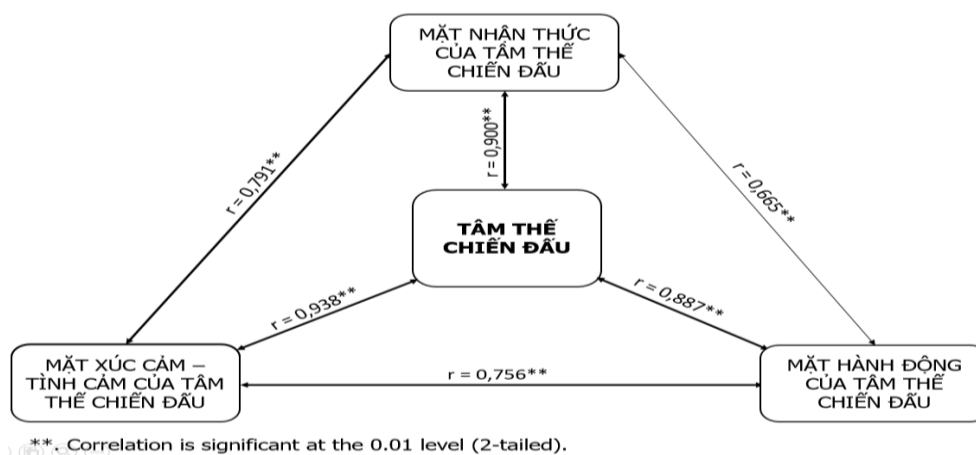 MẶT NHẬN THỨC
CỦA TÂM THẾ
CHIẾN ĐẤU
r = 0,791**
r = 0,900**
r = 0,665**
TÂM THẾ
CHIẾN ĐẤU
r = 0,938**
r = 0,887**
MẶT XÚC CẢM –
TÌNH CẢM CỦA TÂM
THẾ CHIẾN ĐẤU
r = 0,756**
MẶT HÀNH ĐỘNG
CỦA TÂM THẾ
CHIẾN ĐẤU
**. Correlation is significant at the 0.01 level (2-tailed).